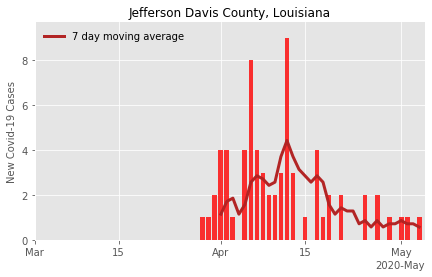 Jefferson Davis County, Louisiana
7 day moving average
New Covid-19 Cases
8
6
4
2
0
Mar 15 Apr 15 May
2020-May